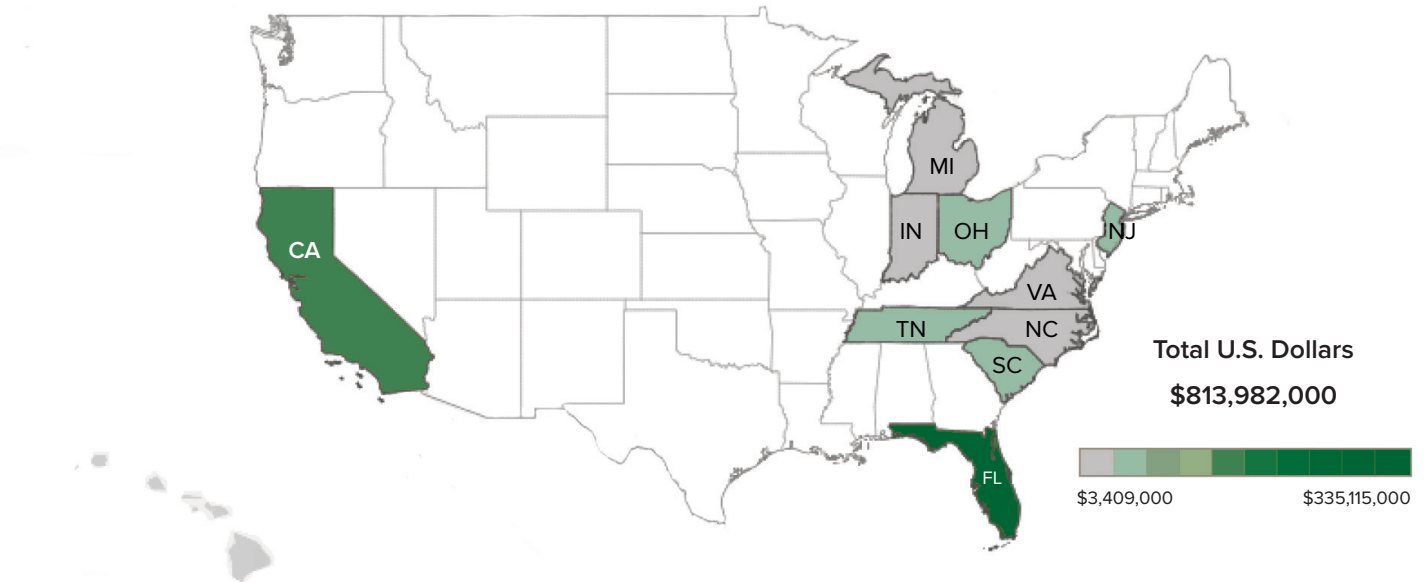 MI
CA
IN
OH
NJ
VA
TN
NC
SC
FL
Total U.S. Dollars
$813,982,000
$3,409,000
$335,115,000